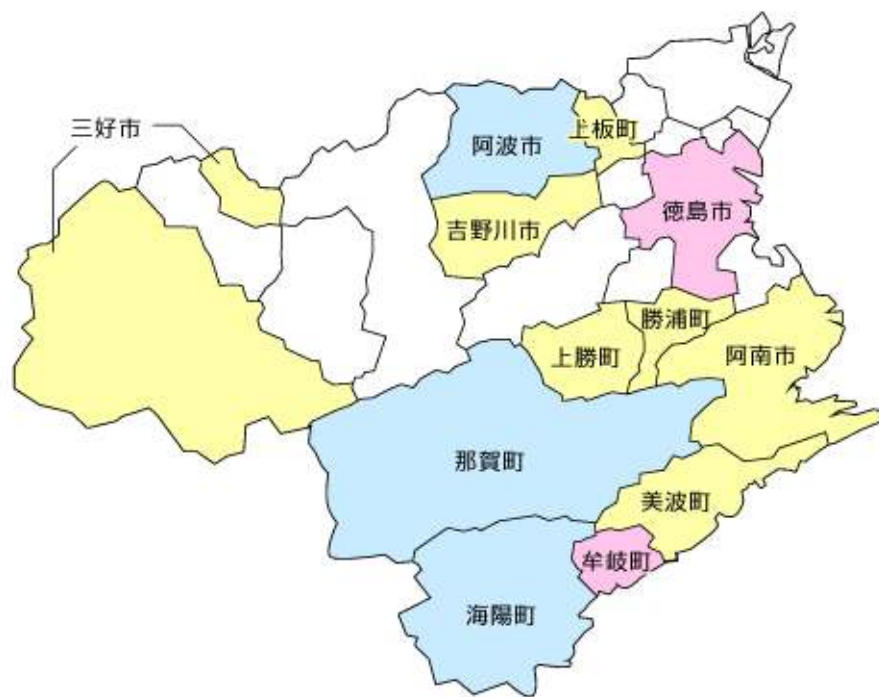 三好市
阿波市
上板町
徳島市
吉野川市
勝浦町
上勝町
阿南市
那賀町
美波町
牟岐町
海陽町